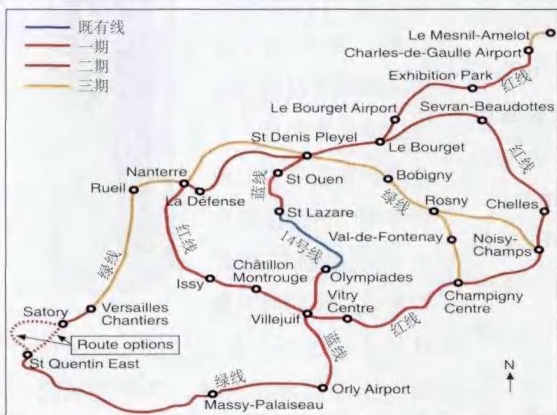 既有线
一期
二期
三期
Le Mesnil-Amelot
Charles-de-Gaulle Airport
Exhibition Park
红线
Le Bourget Airport
Sevran-Beaudottes
St Denis Pleyel
Le Bourget
红线
Nanterre
Rueil
La Défense
蓝线
St Ouen
Bobigny
绿线
Rosny
Chelles
St Lazare
14号线
Val-de-Fontenay
Noisy-
Champs
红线
绿线
Issy
Châtillon
Montrouge
Olympiades
Vitry
Centre
Champigny
Centre
红线
Satory
Versailles
Chantiers
Villejuif
Route options
St Quentin East
蓝线
绿线
Orly Airport
Massy-Palaiseau
N